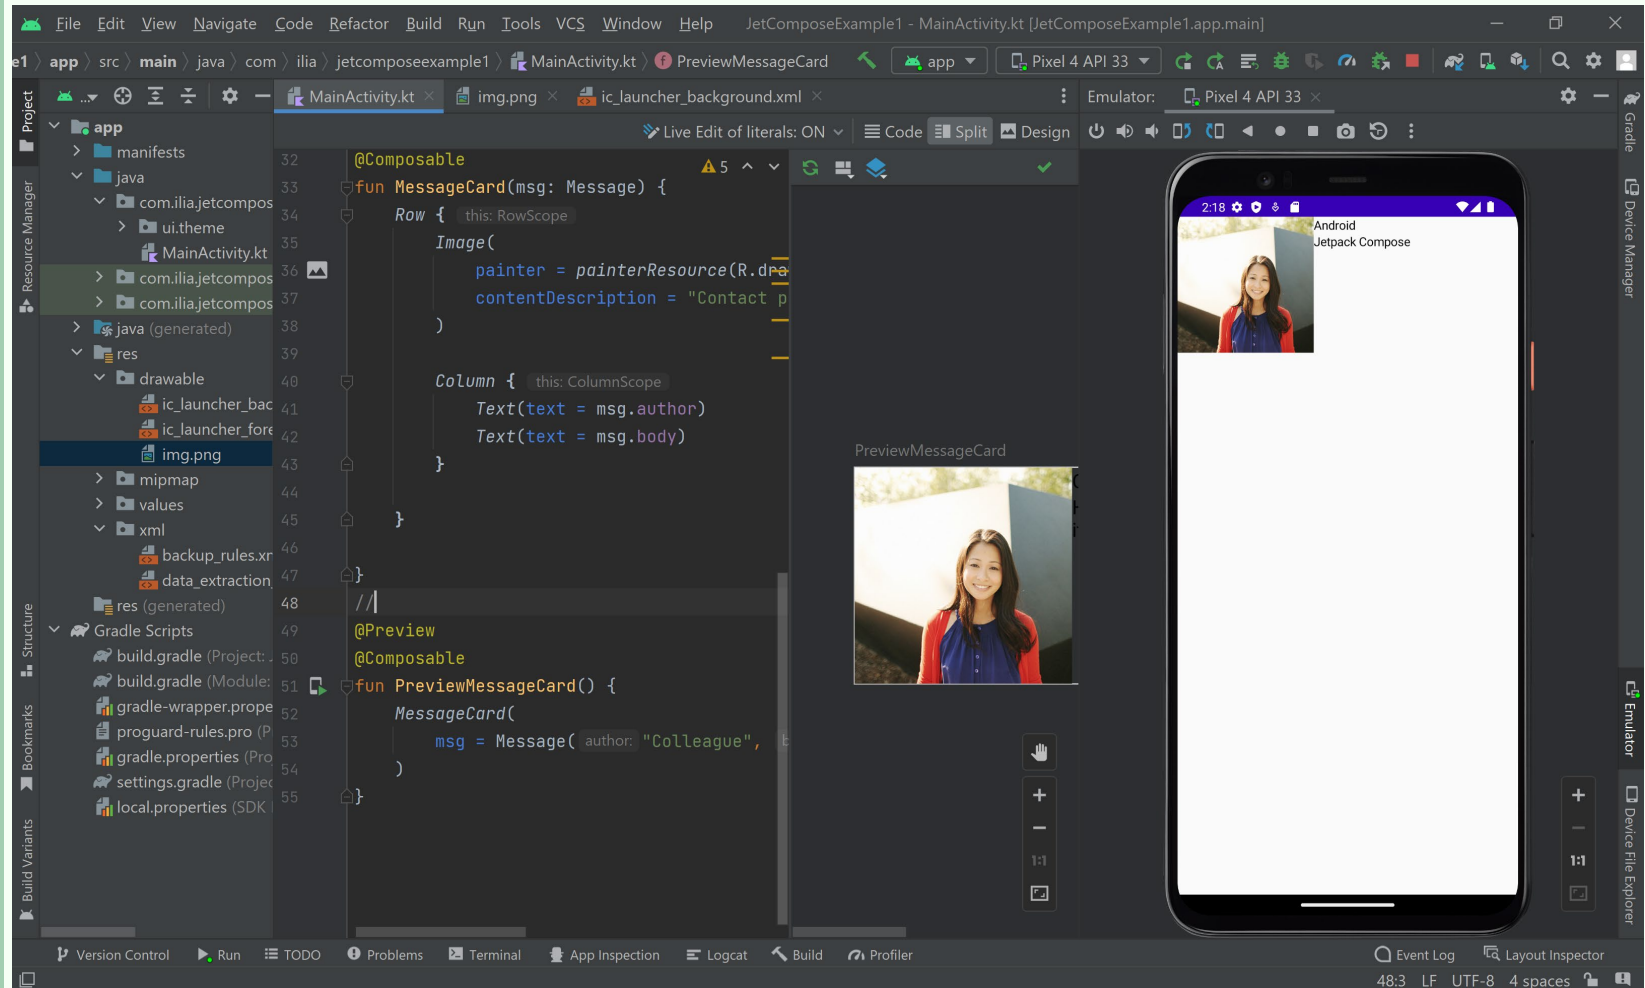 File Edit View Navigate Code Refactor Build Run Tools VCS Window Help JetComposeExample1 - MainActivity.kt [JetComposeExample1.app.main]
e1 app src main java com ilia jetcomposeexample1 MainActivity.kt PreviewMessageCard app Pixel 4 API 33
Project
MainActivity.kt img.png ic_launcher_background.xml
Emulator: Pixel 4 API 33
Live Edit of literals: ON Code Split Design
app
manifests
java
com.ilia.jetcompos
ui.theme
MainActivity.kt
com.ilia.jetcompos
com.ilia.jetcompos
java (generated)
res
drawable
ic_launcher_bac
ic_launcher_fore
img.png
mipmap
values
xml
backup_rules.xm
data_extraction_
res (generated)
Gradle Scripts
build.gradle (Project:
build.gradle (Module:
gradle-wrapper.prope
proguard-rules.pro (P
gradle.properties (Pro
settings.gradle (Projec
local.properties (SDK
Resource Manager
Structure
Bookmarks
Build Variants
5
32 @Composable
33 fun MessageCard(msg: Message) {
34 Row { this: RowScope
35 Image(
36 painter = painterResource(R.dra
37 contentDescription = "Contact p
38 )
39
40 Column { this: ColumnScope
41 Text(text = msg.author)
42 Text(text = msg.body)
43 }
44
45 }
46
47 }
48 //
49 @Preview
50 @Composable
51 fun PreviewMessageCard() {
52 MessageCard(
53 msg = Message( author: "Colleague", b
54 )
55 }
PreviewMessageCard
1:1
2:18
Android
Jetpack Compose
1:1
Gradle
Device Manager
Emulator
Device File Explorer
Version Control Run TODO Problems Terminal App Inspection Logcat Build Profiler Event Log Layout Inspector
48:3 LF UTF-8 4 spaces